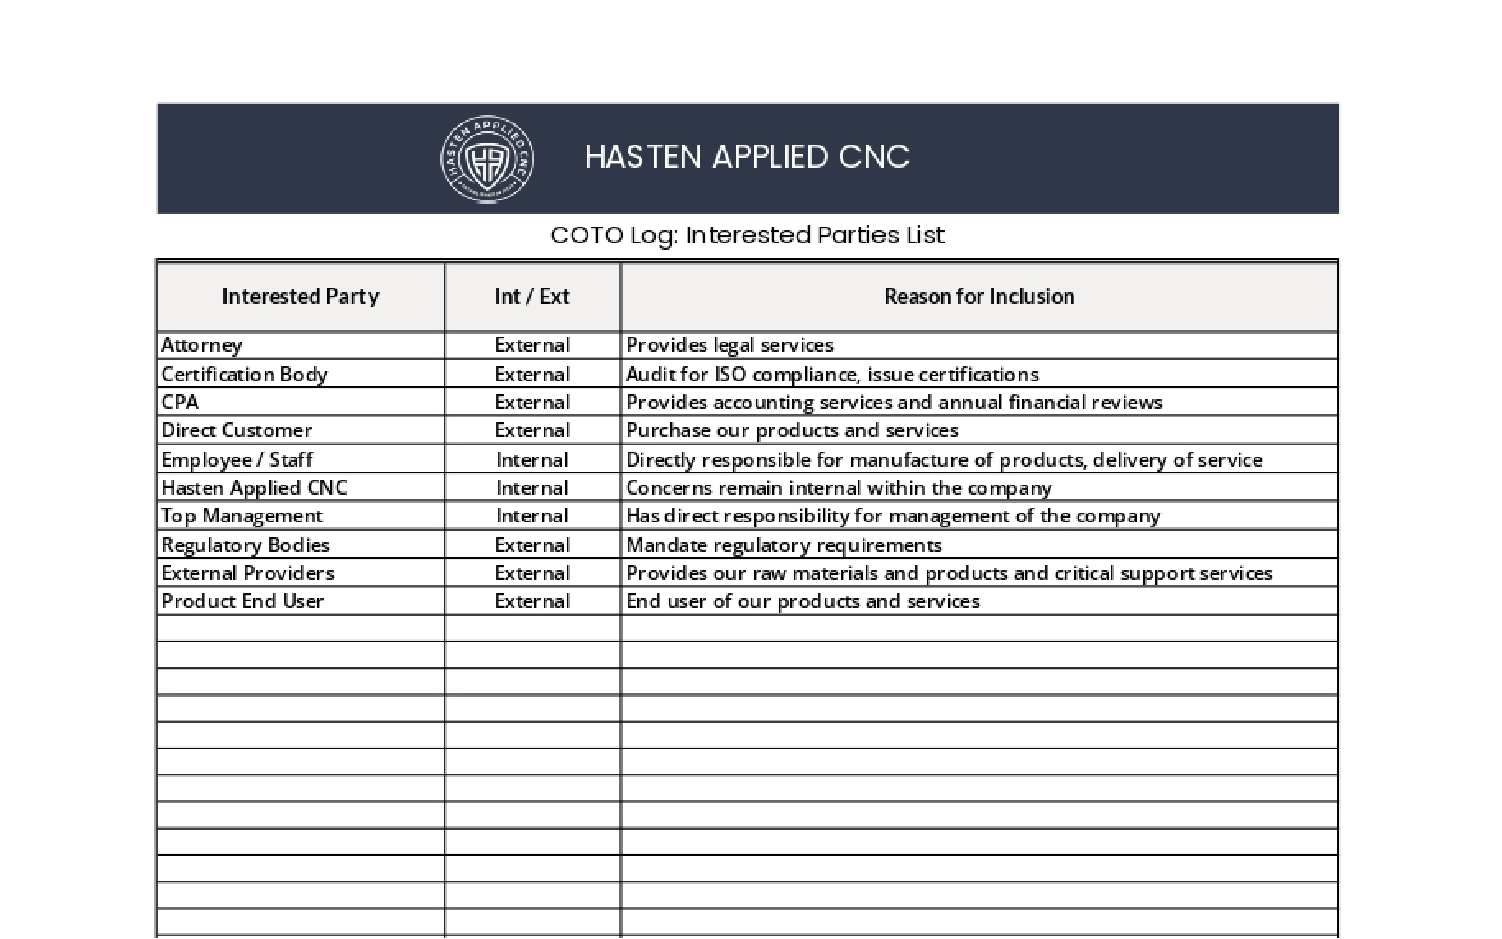 HASTEN APPLIED CNC
HASTEN APPLIED CNC
COTO Log: Interested Parties List
Interested Party Int / Ext Reason for Inclusion
Attorney External Provides legal services
Certification Body External Audit for ISO compliance, issue certifications
CPA External Provides accounting services and annual financial reviews
Direct Customer External Purchase our products and services
Employee / Staff Internal Directly responsible for manufacture of products, delivery of service
Hasten Applied CNC Internal Concerns remain internal within the company
Top Management Internal Has direct responsibility for management of the company
Regulatory Bodies External Mandate regulatory requirements
External Providers External Provides our raw materials and products and critical support services
Product End User External End user of our products and services